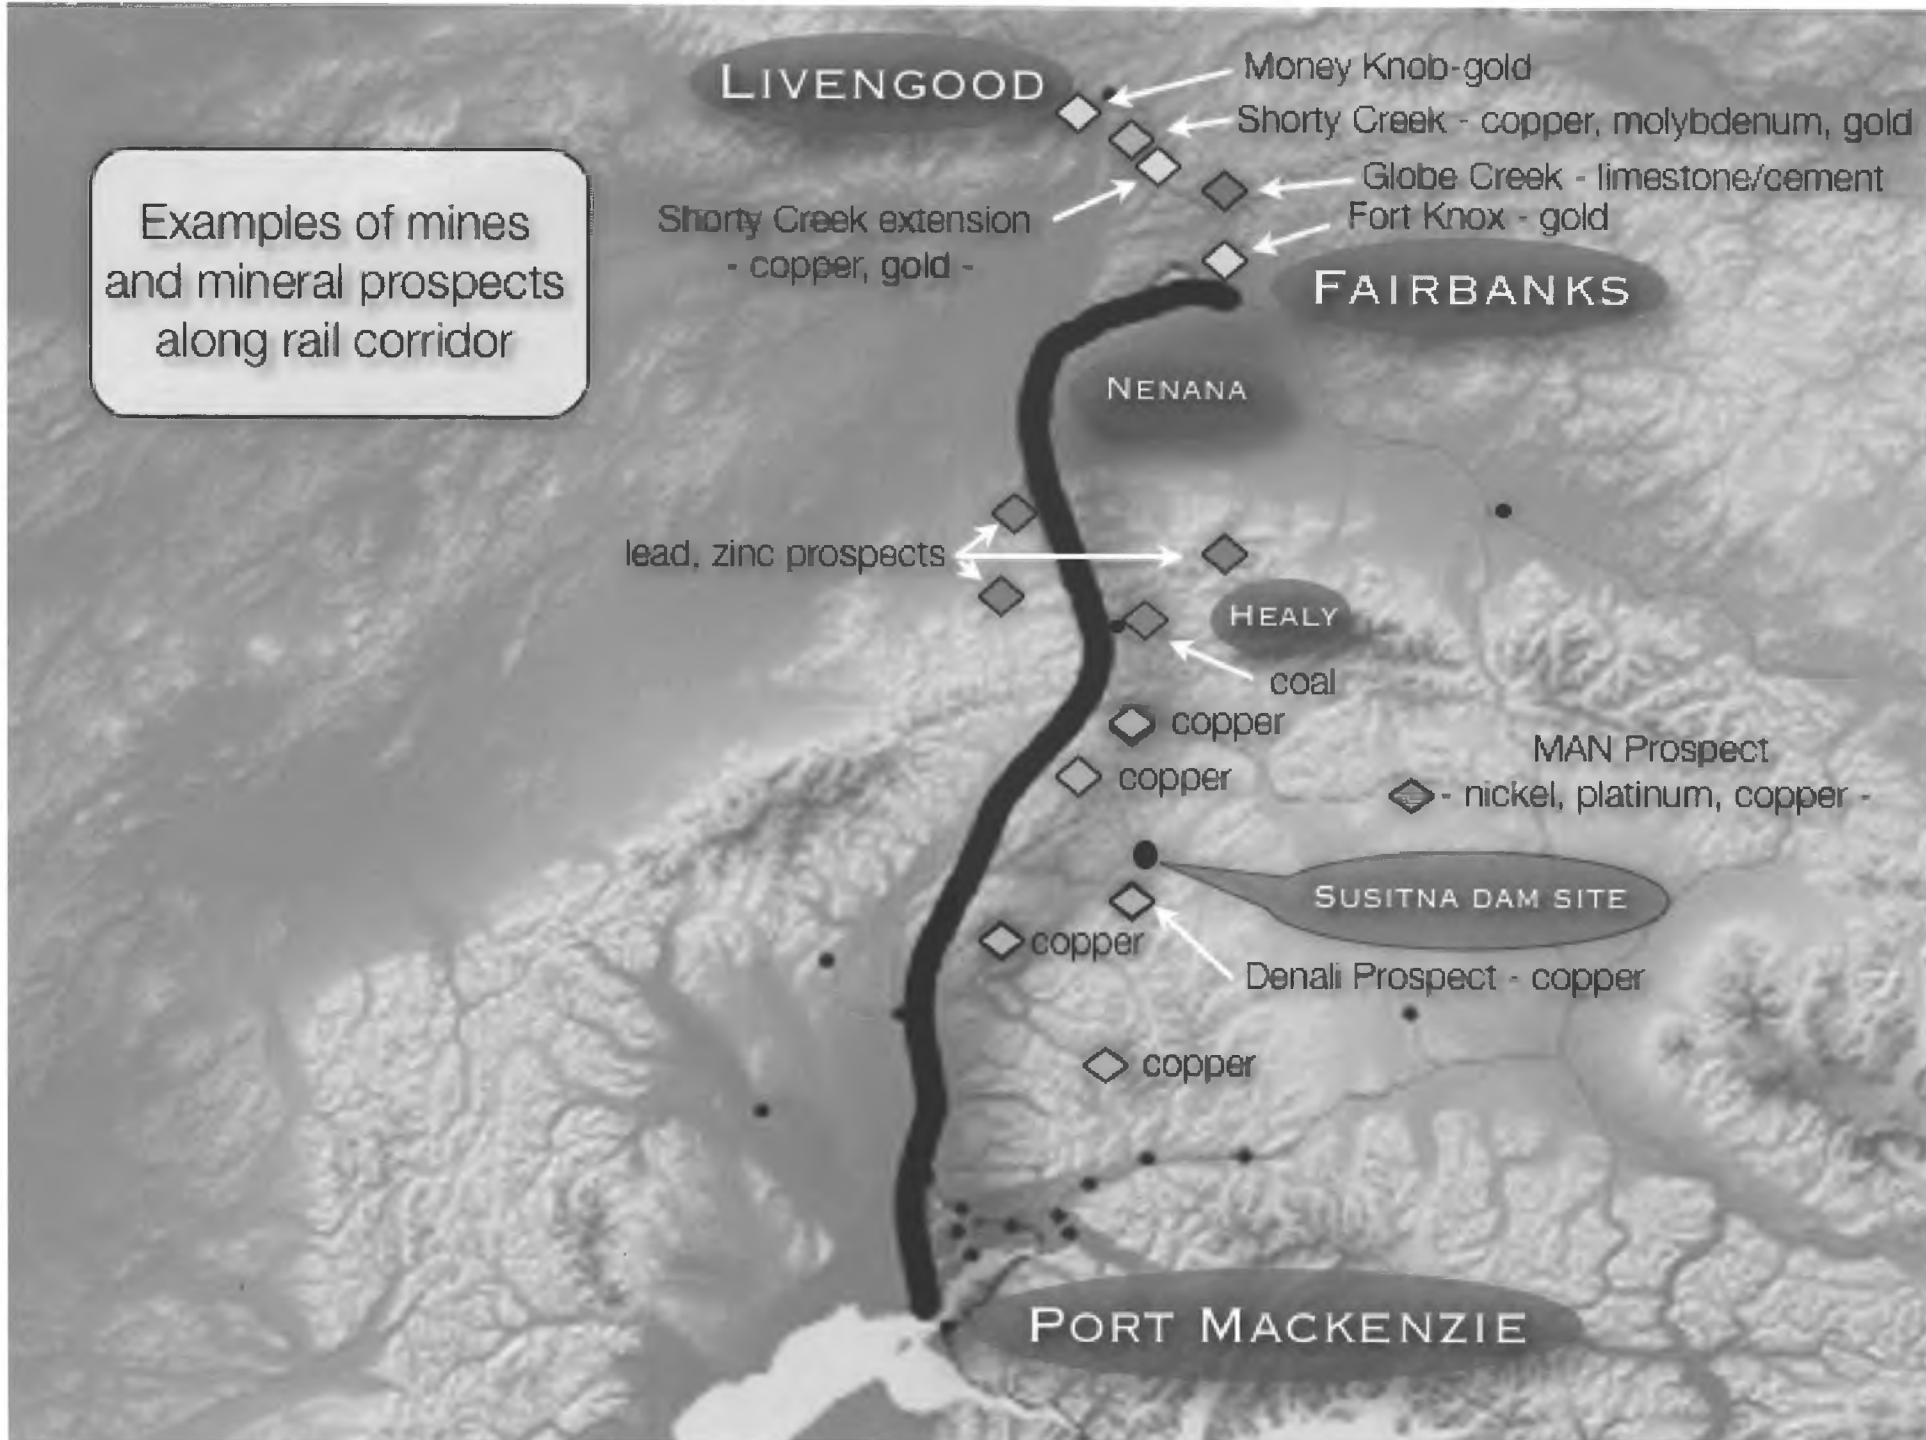 LIVENGOOD
Money Knob-gold
Shorty Creek - copper, molybdenum, gold
Globe Creek - limestone/cement
Examples of mines
and mineral prospects
along rail corridor
Shorty Creek extension
- copper, gold -
Fort Knox - gold
FAIRBANKS
NENANA
lead, zinc prospects
HEALY
coal
copper
copper
MAN Prospect
- nickel, platinum, copper -
SUSITNA DAM SITE
copper
Denali Prospect - copper
copper
PORT MACKENZIE